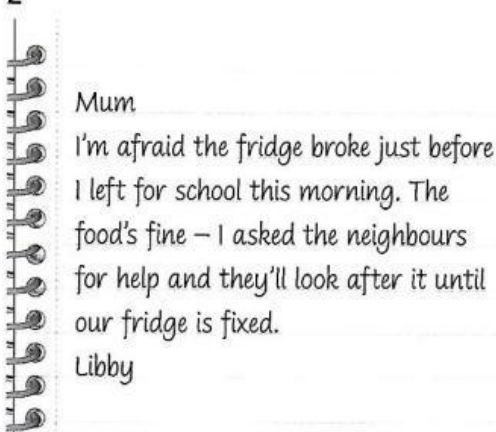 Mum
I'm afraid the fridge broke just before
I left for school this morning. The
food's fine – I asked the neighbours
for help and they'll look after it until
our fridge is fixed.
Libby